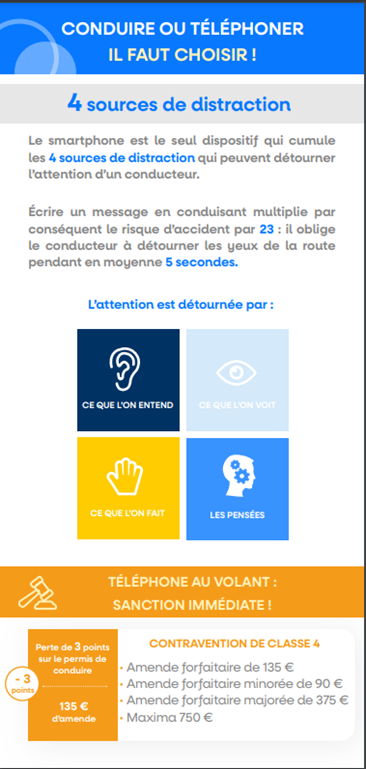 CONDUIRE OU TÉLÉPHONER
IL FAUT CHOISIR !
4 sources de distraction
Le smartphone est le seul dispositif qui cumule
les 4 sources de distraction qui peuvent détourner
l'attention d'un conducteur.
Écrire un message en conduisant multiplie par
conséquent le risque d'accident par 23 : il oblige
le conducteur à détourner les yeux de la route
pendant en moyenne 5 secondes.
L'attention est détournée par :
CE QUE L'ON ENTEND
CE QUE L'ON VOIT
CE QUE L'ON FAIT
LES PENSÉES
TÉLÉPHONE AU VOLANT :
SANCTION IMMÉDIATE !
- 3
points
Perte de 3 points
sur le permis de
conduire
135 €
d'amende
CONTRAVENTION DE CLASSE 4
• Amende forfaitaire de 135 €
• Amende forfaitaire minorée de 90 €
• Amende forfaitaire majorée de 375 €
• Maxima 750 €